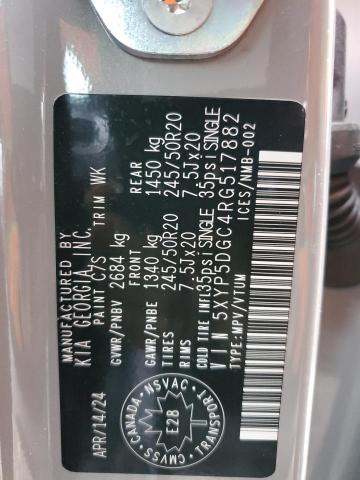 MANUFACTURED BY
KIA GEORGIA, INC.
APR/14/24 PAINT C7S TRIM WK
GVWR/PNBV 2684 kg
FRONT REAR
GAWR/PNBE 1340 kg 1450 kg
TIRES 245/50R20 245/50R20
RIMS 7.5Jx20 7.5Jx20
COLD TIRE INFL 35psi SINGLE 35psi SINGLE
VIN 5XYP5DGC4RG517882
TYPE:MPV/VTUM ICES/NMB-002
CANADA NSVAC TRANSPORT CMVSS
E28